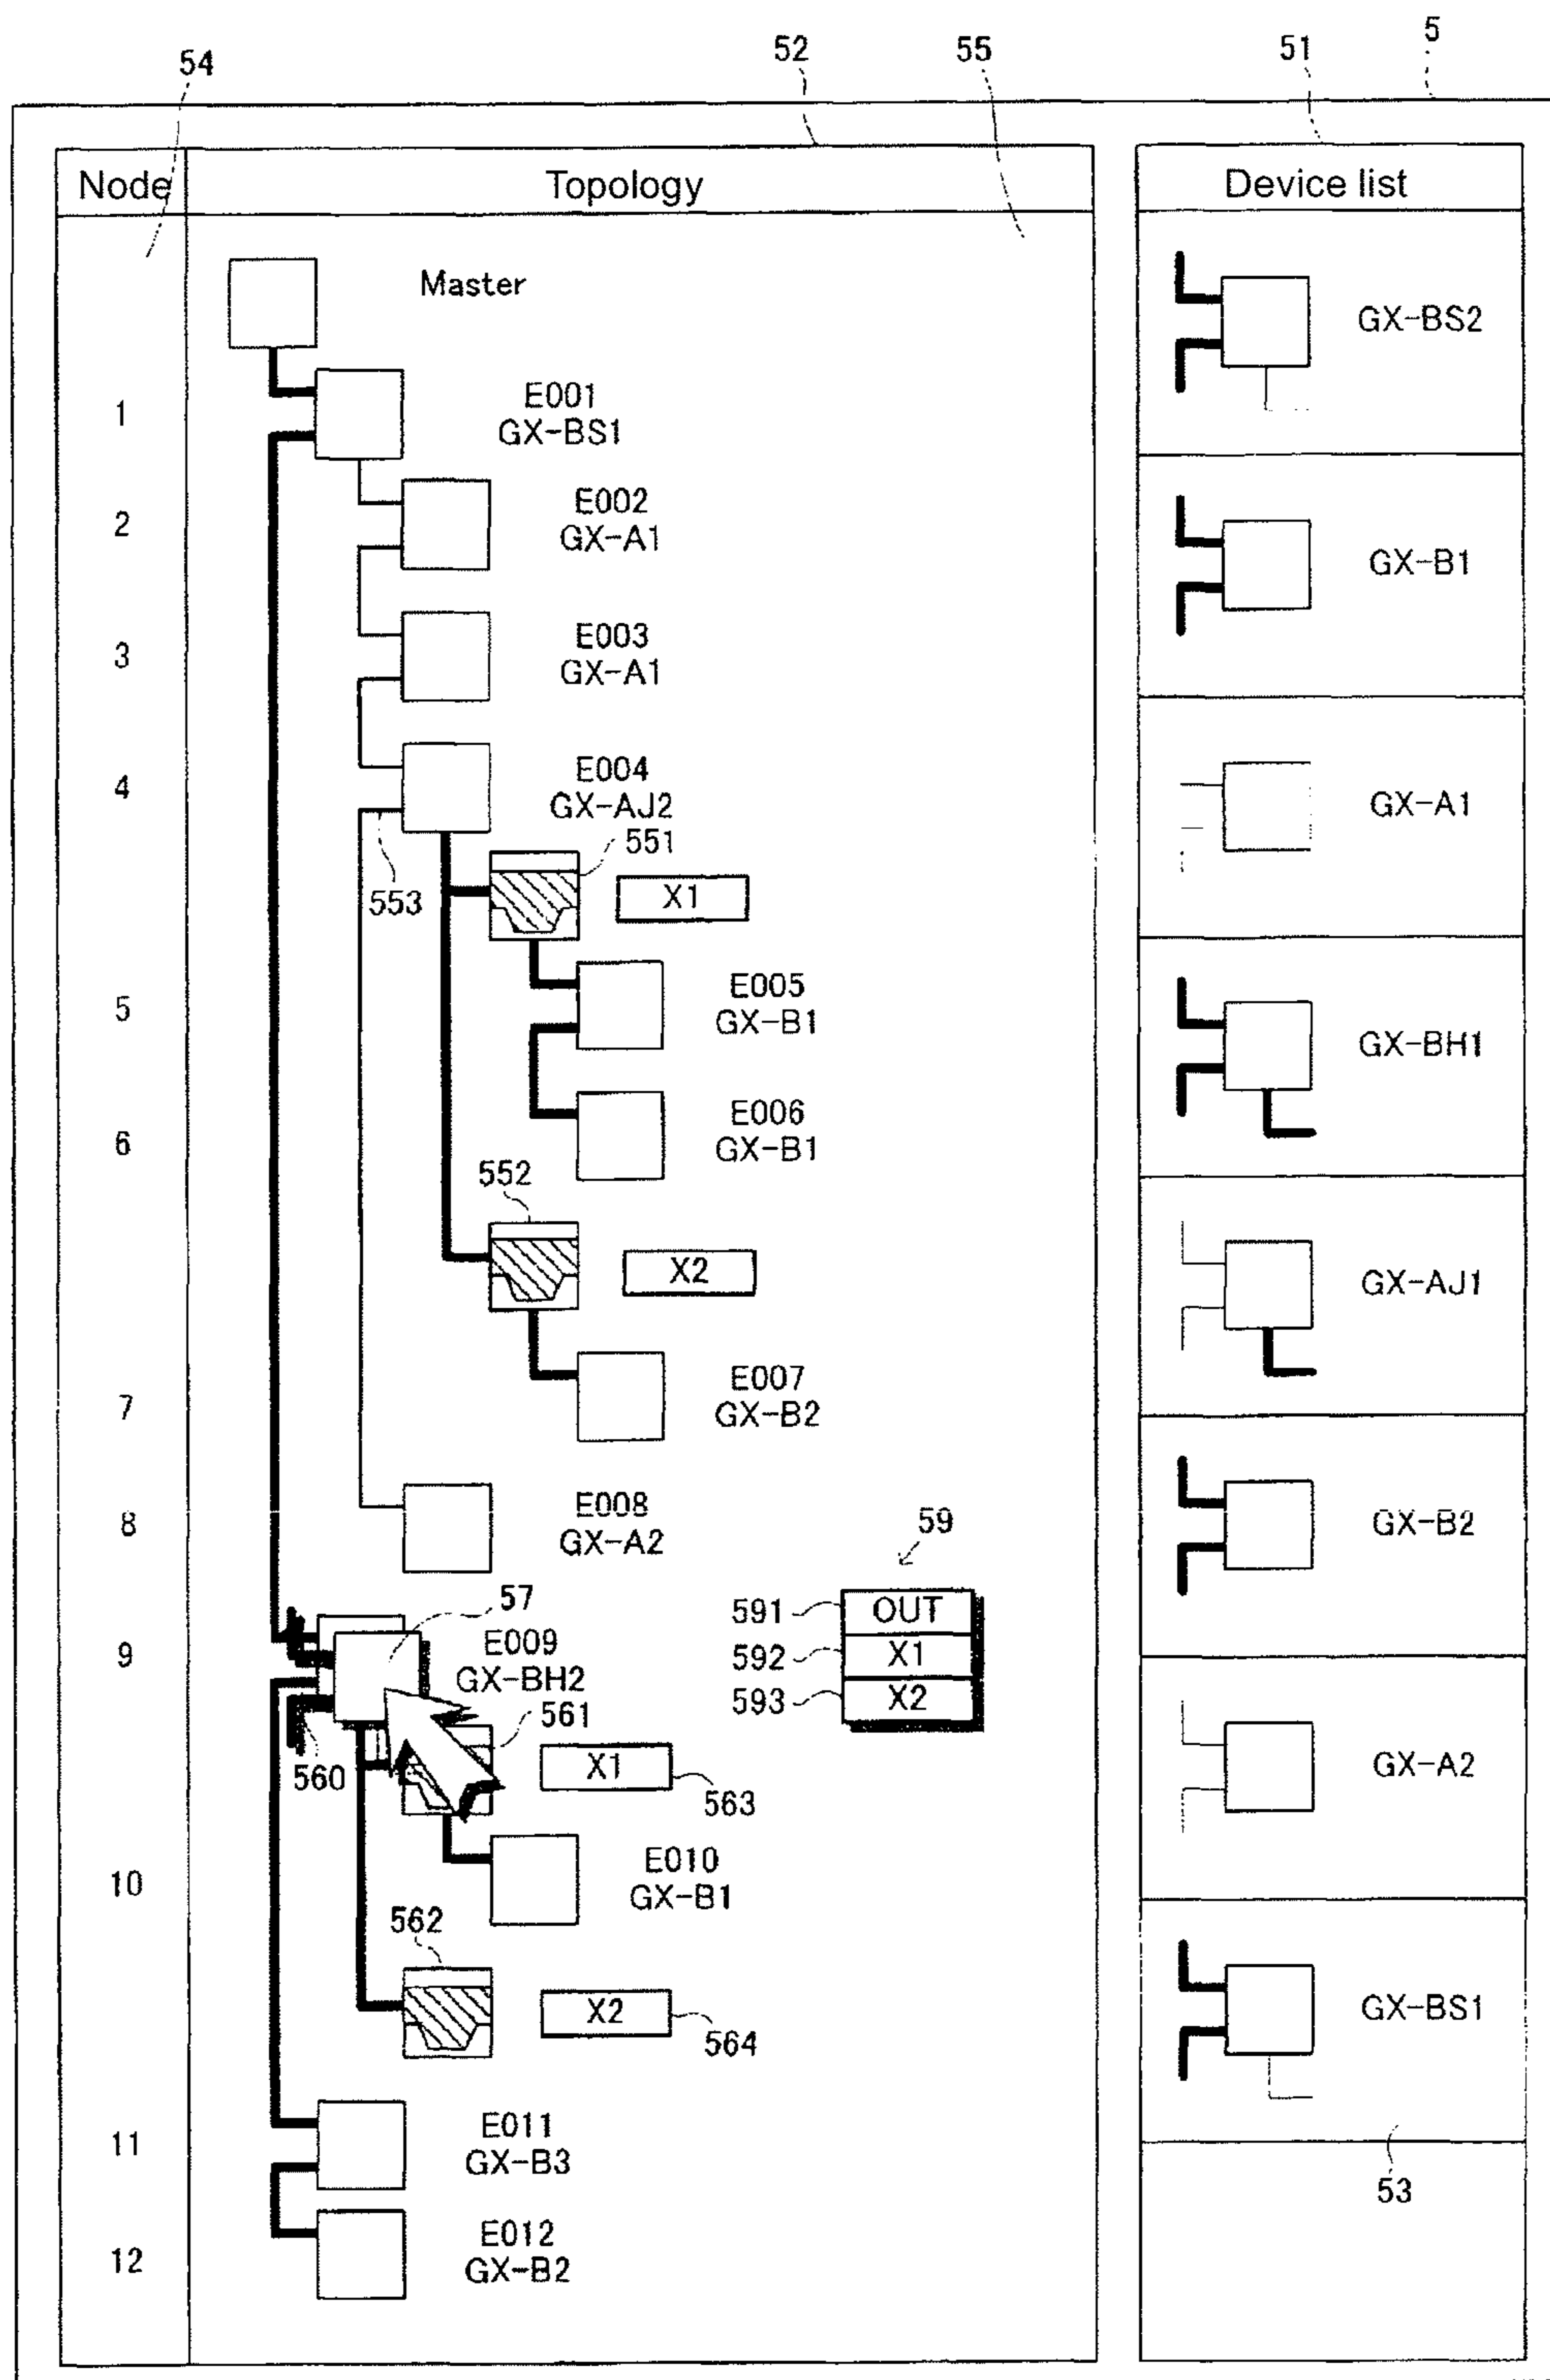 5
54
52
55
51
Node
Topology
Device list
Master
1
E001
GX-BS1
2
E002
GX-A1
3
E003
GX-A1
4
E004
GX-AJ2
551
553
X1
5
E005
GX-B1
6
E006
GX-B1
552
X2
7
E007
GX-B2
8
E008
GX-A2
59
57
9
E009
GX-BH2
591
OUT
592
X1
593
X2
561
560
X1
563
10
E010
GX-B1
562
X2
564
11
E011
GX-B3
12
E012
GX-B2
GX-BS2
GX-B1
GX-A1
GX-BH1
GX-AJ1
GX-B2
GX-A2
GX-BS1
53